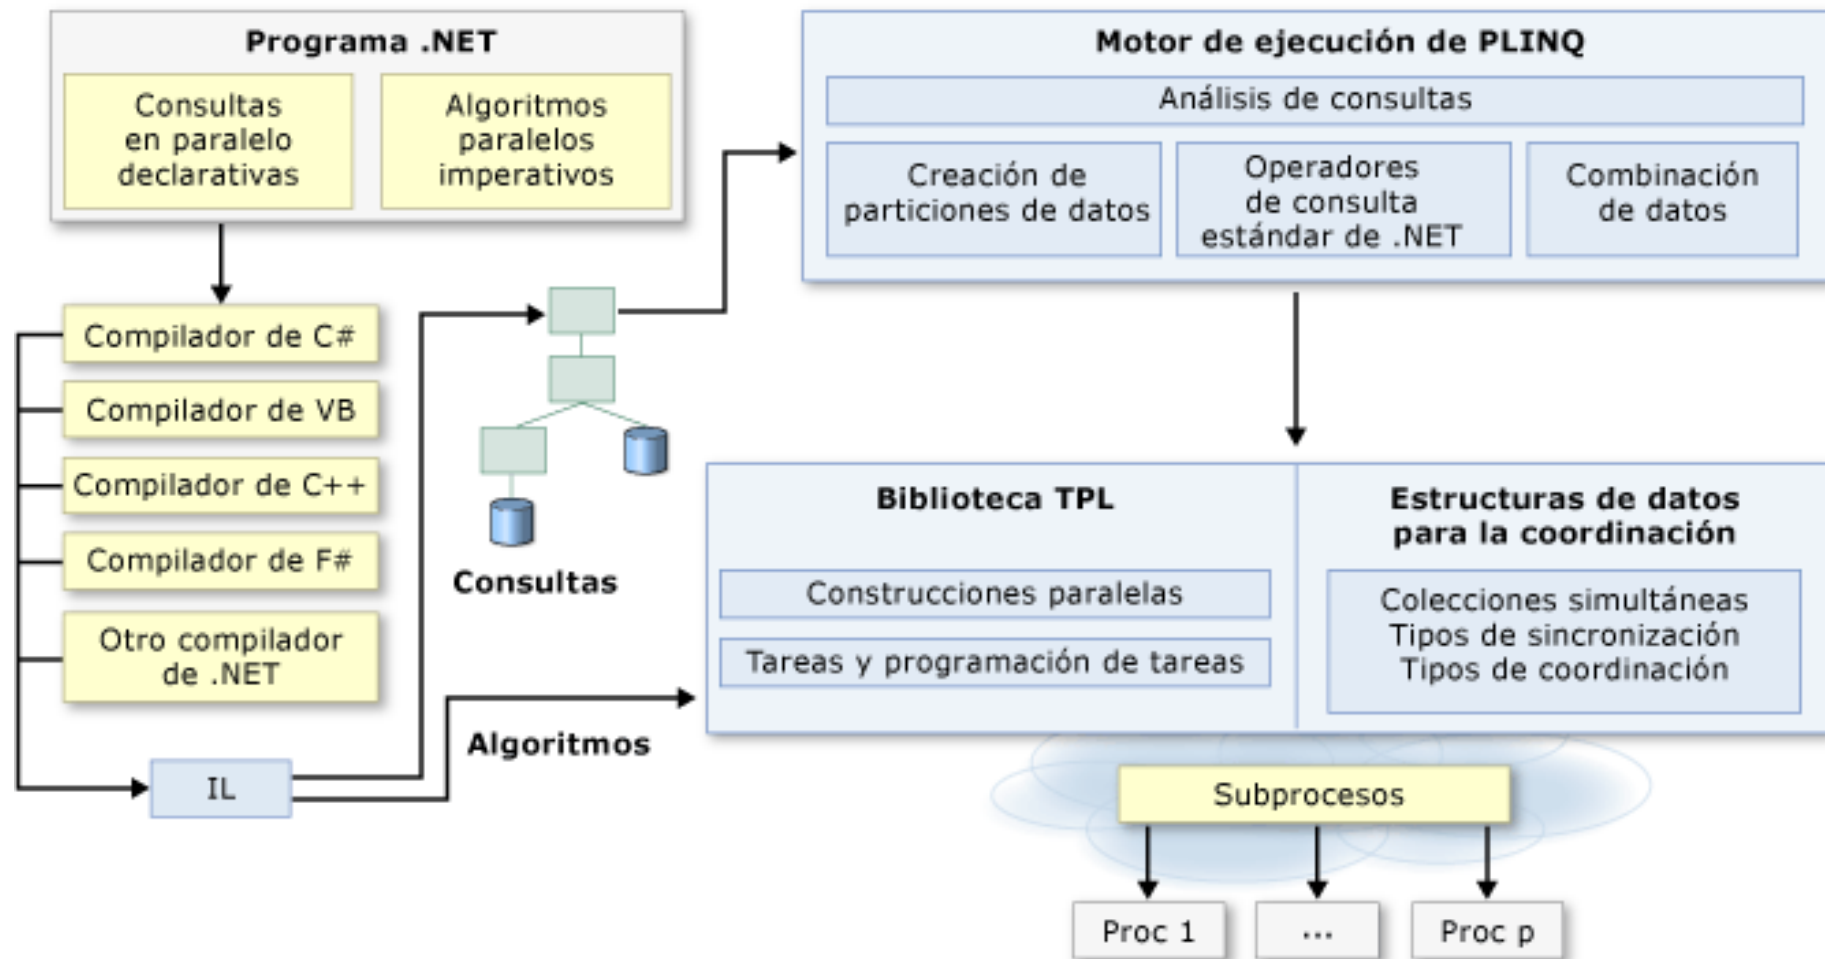 Programa .NET
Consultas
en paralelo
declarativas
Algoritmos
paralelos
imperativos
Motor de ejecución de PLINQ
Análisis de consultas
Creación de
particiones de datos
Operadores
de consulta
estándar de .NET
Combinación
de datos
Compilador de C#
Compilador de VB
Compilador de C++
Compilador de F#
Otro compilador
de .NET
IL
Consultas
Algoritmos
Biblioteca TPL
Construcciones paralelas
Tareas y programación de tareas
Estructuras de datos
para la coordinación
Colecciones simultáneas
Tipos de sincronización
Tipos de coordinación
Subprocesos
Proc 1
...
Proc p